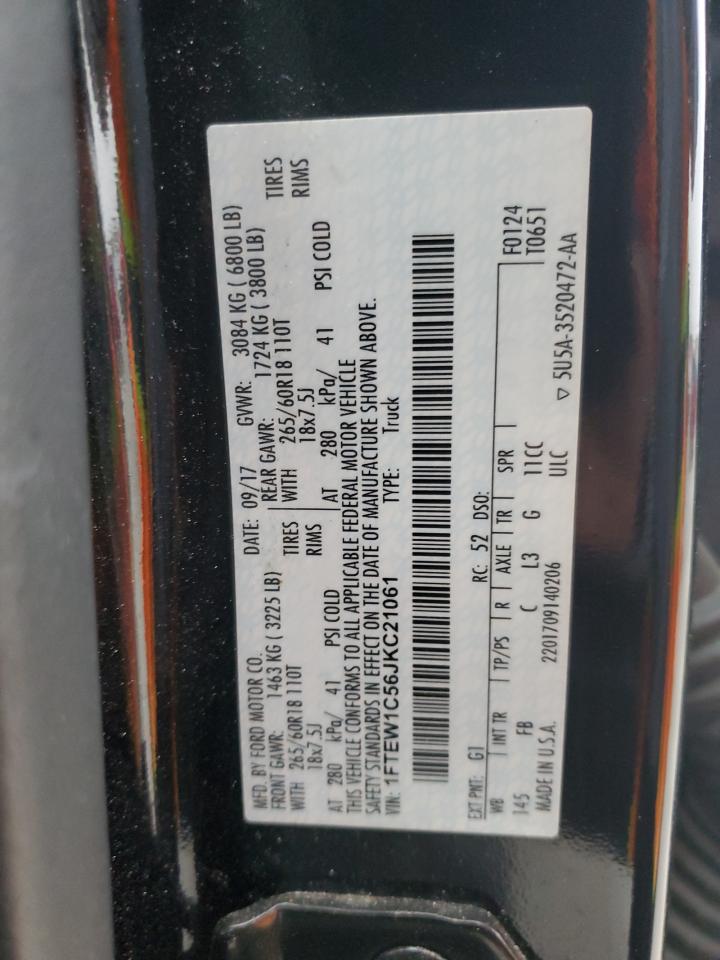 MFD. BY FORD MOTOR CO. DATE: 09/17 GVWR: 3084 KG ( 6800 LB)
FRONT GAWR: 1463 KG ( 3225 LB) REAR GAWR: 1724 KG ( 3800 LB)
WITH 265/60R18 110T TIRES WITH 265/60R18 110T TIRES
18x7.5J RIMS 18x7.5J RIMS
AT 280 kPa/ 41 PSI COLD AT 280 kPa/ 41 PSI COLD
THIS VEHICLE CONFORMS TO ALL APPLICABLE FEDERAL MOTOR VEHICLE
SAFETY STANDARDS IN EFFECT ON THE DATE OF MANUFACTURE SHOWN ABOVE.
VIN: 1FTEW1C56JKC21061 TYPE: Truck
EXT PNT: G1 RC: 52 DSO:
WB INT TR TP/PS R AXLE TR SPR F0124
145 FB C L3 G 11CC T0651
MADE IN U.S.A. 2201709140206 ULC ▽ 5U5A-3520472-AA